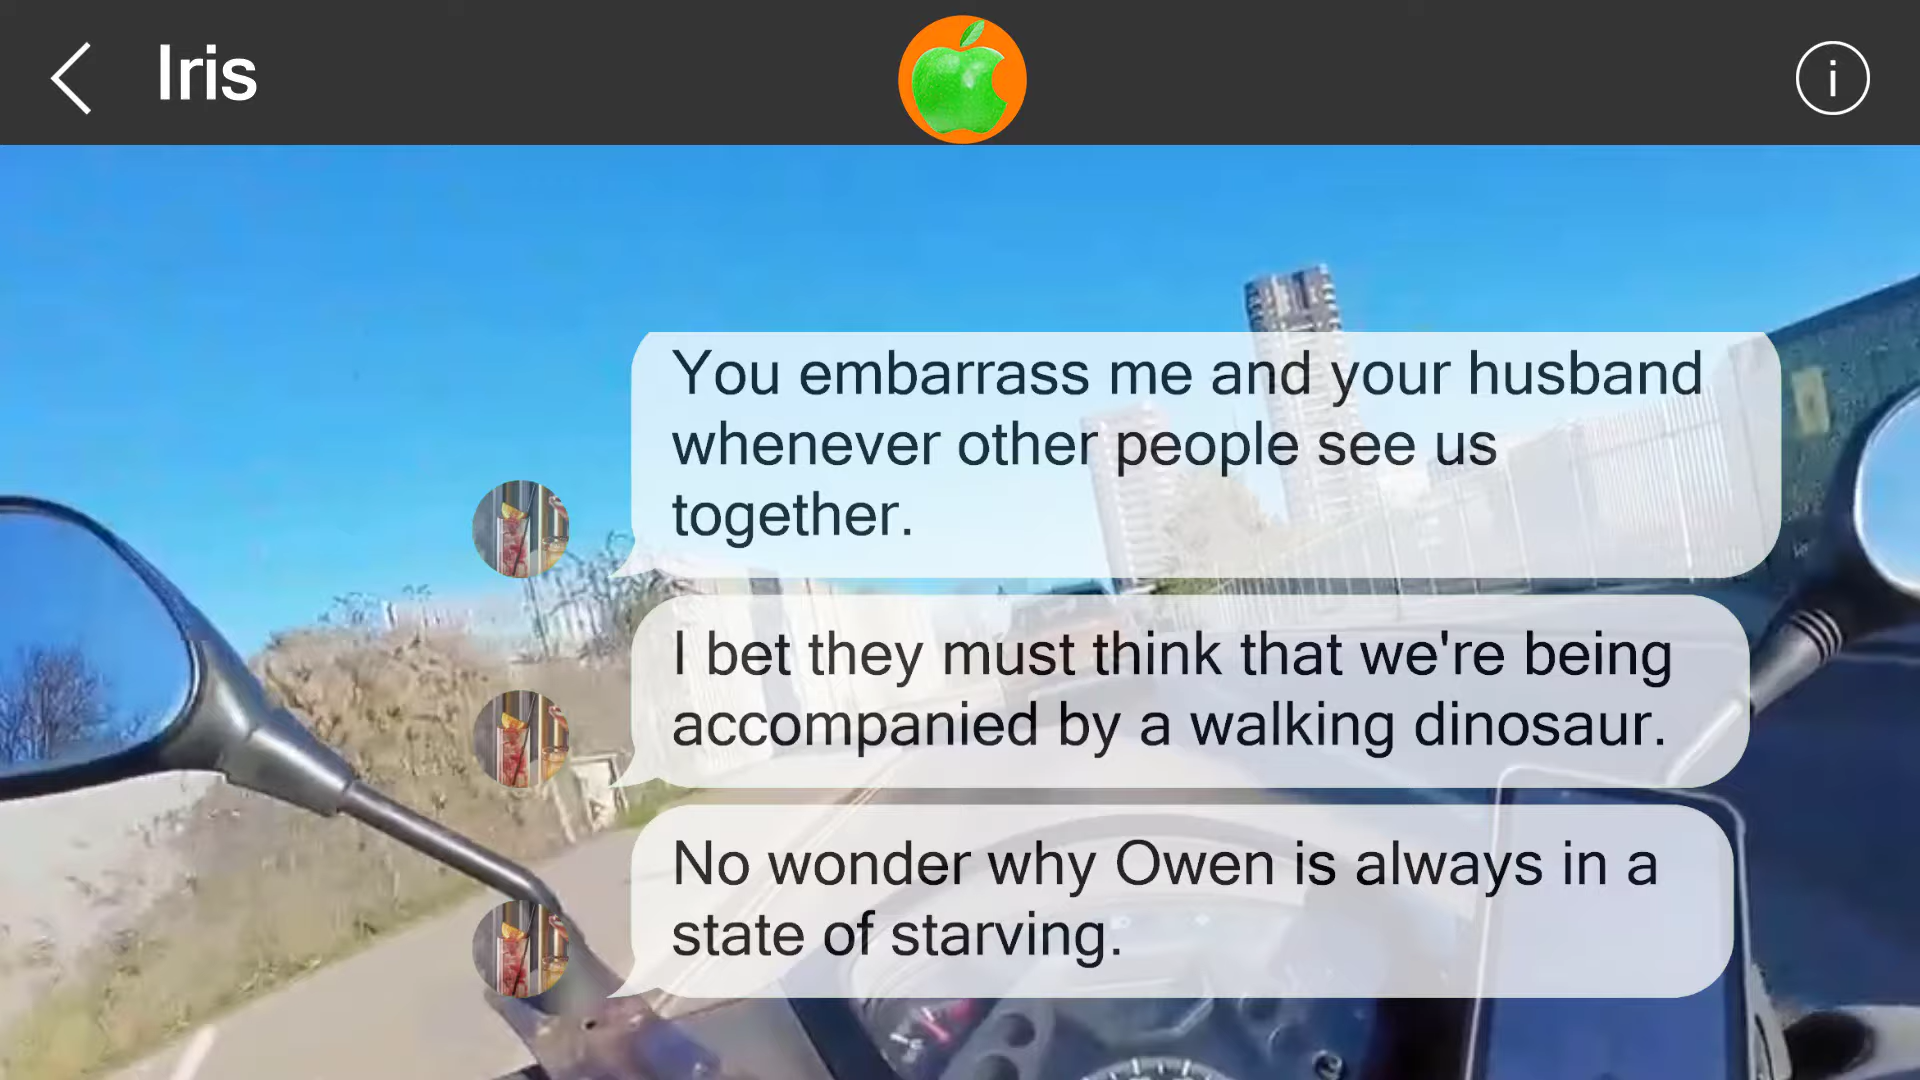 Iris
i
You embarrass me and your husband
whenever other people see us
together.
I bet they must think that we're being
accompanied by a walking dinosaur.
No wonder why Owen is always in a
state of starving.